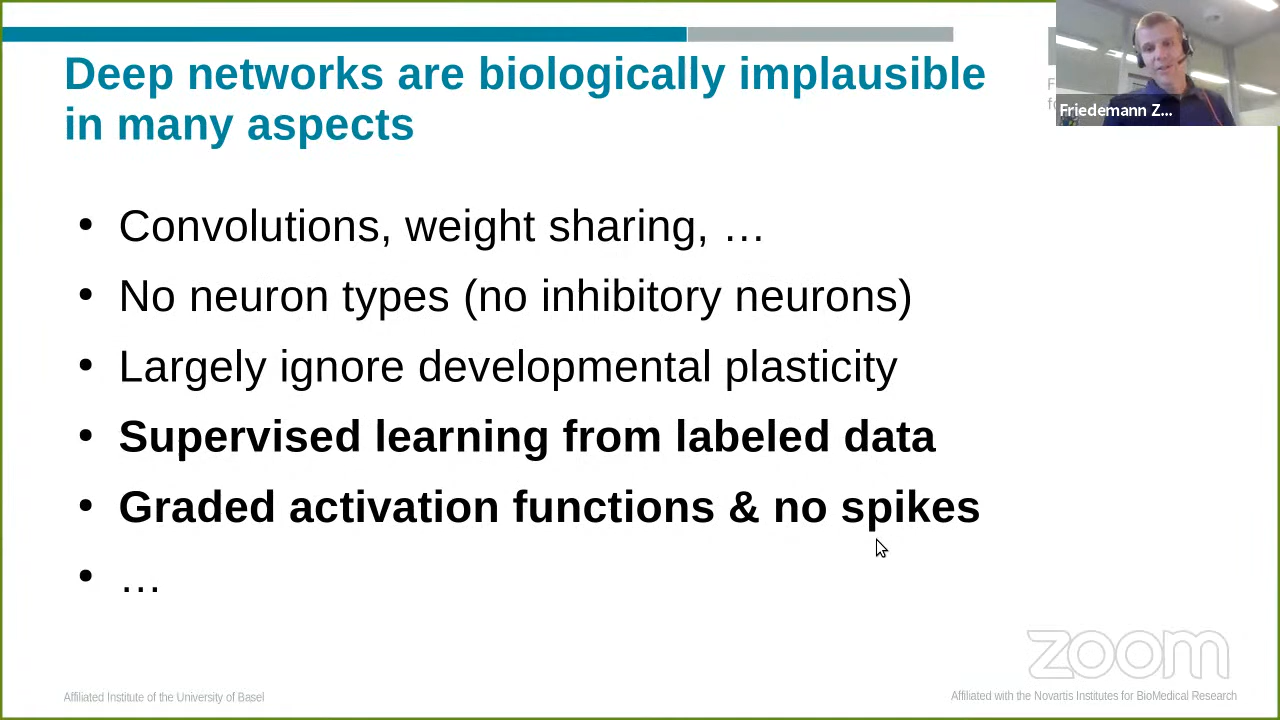 Deep networks are biologically implausible
in many aspects
Friedemann Z...
• Convolutions, weight sharing, …
• No neuron types (no inhibitory neurons)
• Largely ignore developmental plasticity
• Supervised learning from labeled data
• Graded activation functions & no spikes
• …
zoom
Affiliated Institute of the University of Basel
Affiliated with the Novartis Institutes for BioMedical Research